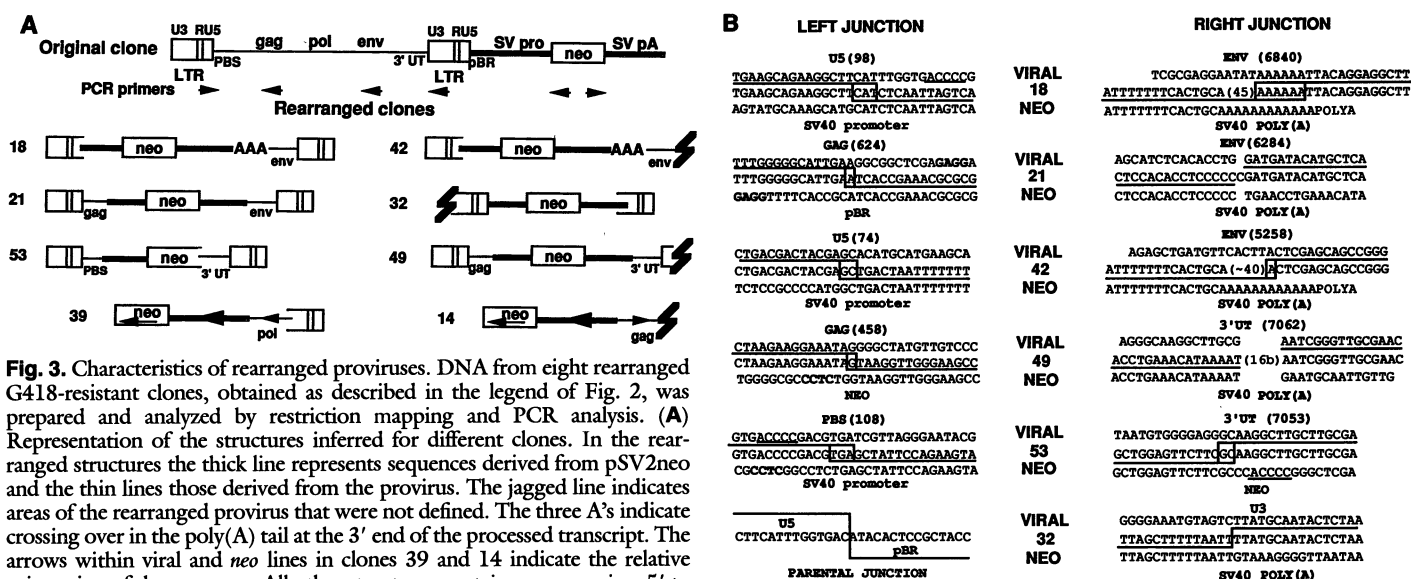 A
U3 RU5
U3 RU5
Original clone
gag pol env
SV pro neo SV pA
PBS
3' UT
pBR
LTR
LTR
PCR primers
Rearranged clones
18 neo AAA env
42 neo AAA env
21 gag neo env
32 neo
53 PBS neo 3' UT
49 gag neo 3' UT
39 neo pol
14 neo gag
Fig. 3. Characteristics of rearranged proviruses. DNA from eight rearranged
G418-resistant clones, obtained as described in the legend of Fig. 2, was
prepared and analyzed by restriction mapping and PCR analysis. (A)
Representation of the structures inferred for different clones. In the rear-
ranged structures the thick line represents sequences derived from pSV2neo
and the thin lines those derived from the provirus. The jagged line indicates
areas of the rearranged provirus that were not defined. The three A's indicate
crossing over in the poly(A) tail at the 3' end of the processed transcript. The
arrows within viral and neo lines in clones 39 and 14 indicate the relative
B
LEFT JUNCTION RIGHT JUNCTION
U5(98) ENV (6840)
TGAAGCAGAAGGCTTCATTTGGTGACCCCG VIRAL TCGCGAGGAATATAAAAAATTACAGGAGGCTT
TGAAGCAGAAGGCTTCATCTCAATTAGTCA 18 ATTTTTTTCACTGCA(45)AAAAAATTACAGGAGGCTT
AGTATGCAAAGCATGCATCTCAATTAGTCA NEO ATTTTTTTCACTGCAAAAAAAAAAAAPOLYA
SV40 promoter SV40 POLY(A)
GAG(624) ENV(6284)
TTTGGGGGCATTGAAGGCGGCTCGAGAGGA VIRAL AGCATCTCACACCTG GATGATACATGCTCA
TTTGGGGGCATTGAATCACCGAAACGCGCG 21 CTCCACACCTCCCCCCGATGATACATGCTCA
GAGGTTTTCACCGCATCACCGAAACGCGCG NEO CTCCACACCTCCCCC TGAACCTGAAACATA
pBR SV40 POLY(A)
U5(74) ENV(5258)
CTGACGACTACGAGCACATGCATGAAGCA VIRAL AGAGCTGATGTTCACTTACTCGAGCAGCCGGG
CTGACGACTACGAGCTGACTAATTTTTTT 42 ATTTTTTTCACTGCA(~40)ACTCGAGCAGCCGGG
TCTCCGCCCCATGGCTGACTAATTTTTTT NEO ATTTTTTTCACTGCAAAAAAAAAAAAPOLYA
SV40 promoter SV40 POLY(A)
GAG(458) 3'UT(7062)
CTAAGAAGGAAATAGGGGCTATGTTGTCCC VIRAL AGGGCAAGGCTTGCG AATCGGGTTGCGAAC
CTAAGAAGGAAATAGTAAGGTTGGGAAGCC 49 ACCTGAAACATAAAAT(16b)AATCGGGTTGCGAAC
TGGGGCGCCCTCTGGTAAGGTTGGGAAGCC NEO ACCTGAAACATAAAAT GAATGCAATTGTTG
NEO SV40 POLY(A)
PBS(108) 3'UT (7053)
GTGACCCCGACGTGATCGTTAGGGAATACG VIRAL TAATGTGGGGAGGGCAAGGCTTGCTTGCGA
GTGACCCCGACGTGAGCTATTCCAGAAGTA 53 GCTGGAGTTCTTCGCAAGGCTTGCTTGCGA
CGCCTCGGCCTCTGAGCTATTCCAGAAGTA NEO GCTGGAGTTCTTCGCCCACCCCGGGCTCGA
SV40 promoter NEO
U5 U3
CTTCATTTGGTGACATACACTCCGCTACC VIRAL GGGGAAATGTAGTCTTATGCAATACTCTAA
pBR 32 TTAGCTTTTTAATTTTATGCAATACTCTAA
NEO TTAGCTTTTTAATTGTAAAGGGGTTAATAA
PARENTAL JUNCTION SV40 POLY(A)